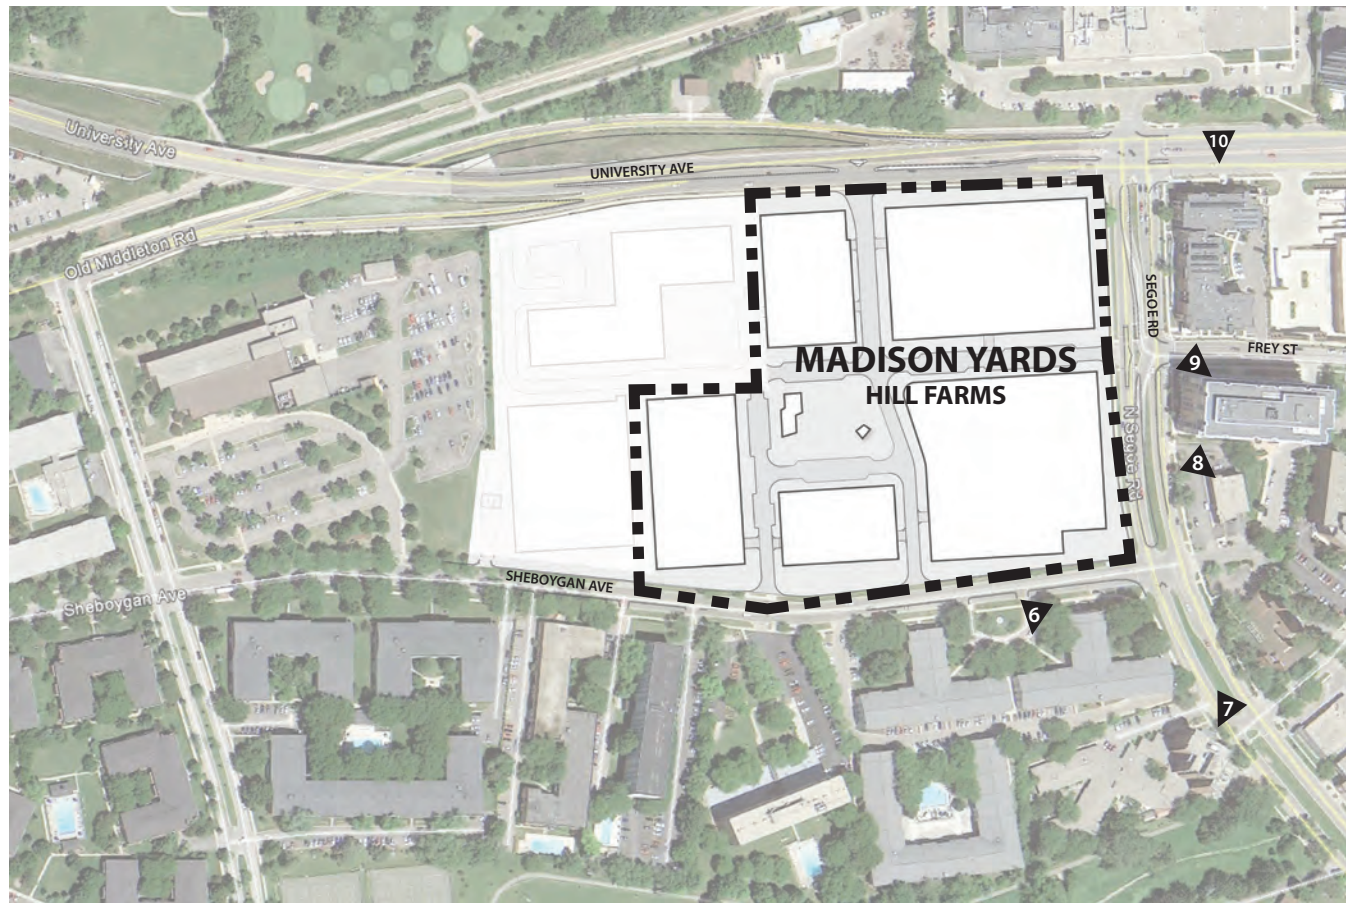 University Ave
10
UNIVERSITY AVE
Old Middleton Rd
SEGOE RD
FREY ST
MADISON YARDS
HILL FARMS
9
N Segoe Rd
8
SHEBOYGAN AVE
Sheboygan Ave
6
7